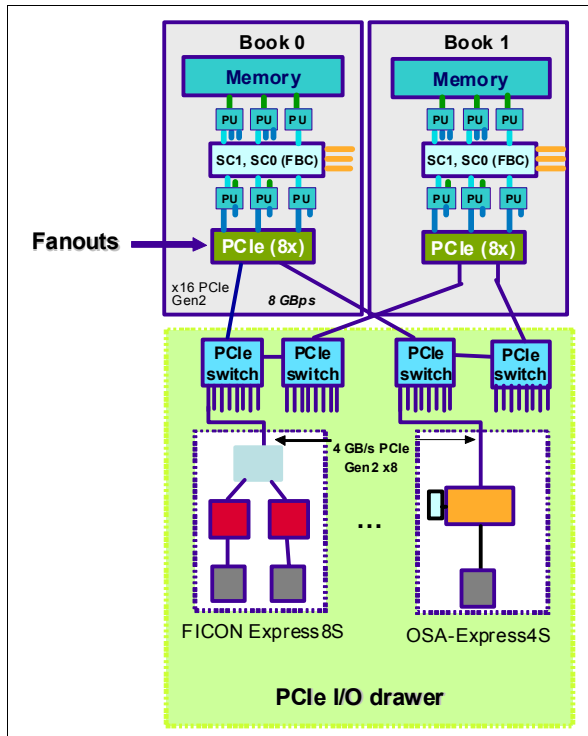 Book 0
Book 1
Memory
Memory
PU
PU
PU
PU
PU
PU
SC1, SC0 (FBC)
SC1, SC0 (FBC)
PU
PU
PU
PU
PU
PU
Fanouts
PCIe (8x)
PCIe (8x)
x16 PCIe
Gen2
8 GBps
PCIe
switch
PCIe
switch
PCIe
switch
PCIe
switch
4 GB/s PCIe
Gen2 x8
...
FICON Express8S
OSA-Express4S
PCIe I/O drawer